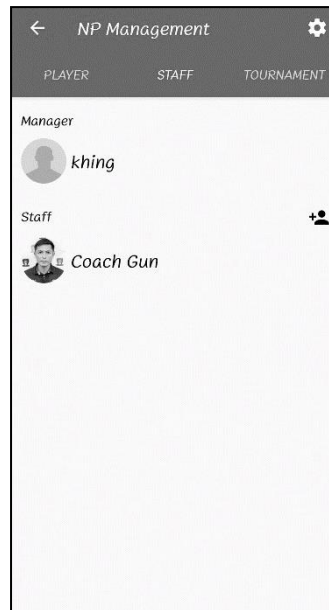 NP Management
PLAYER STAFF TOURNAMENT
Manager
khing
Staff
Coach Gun